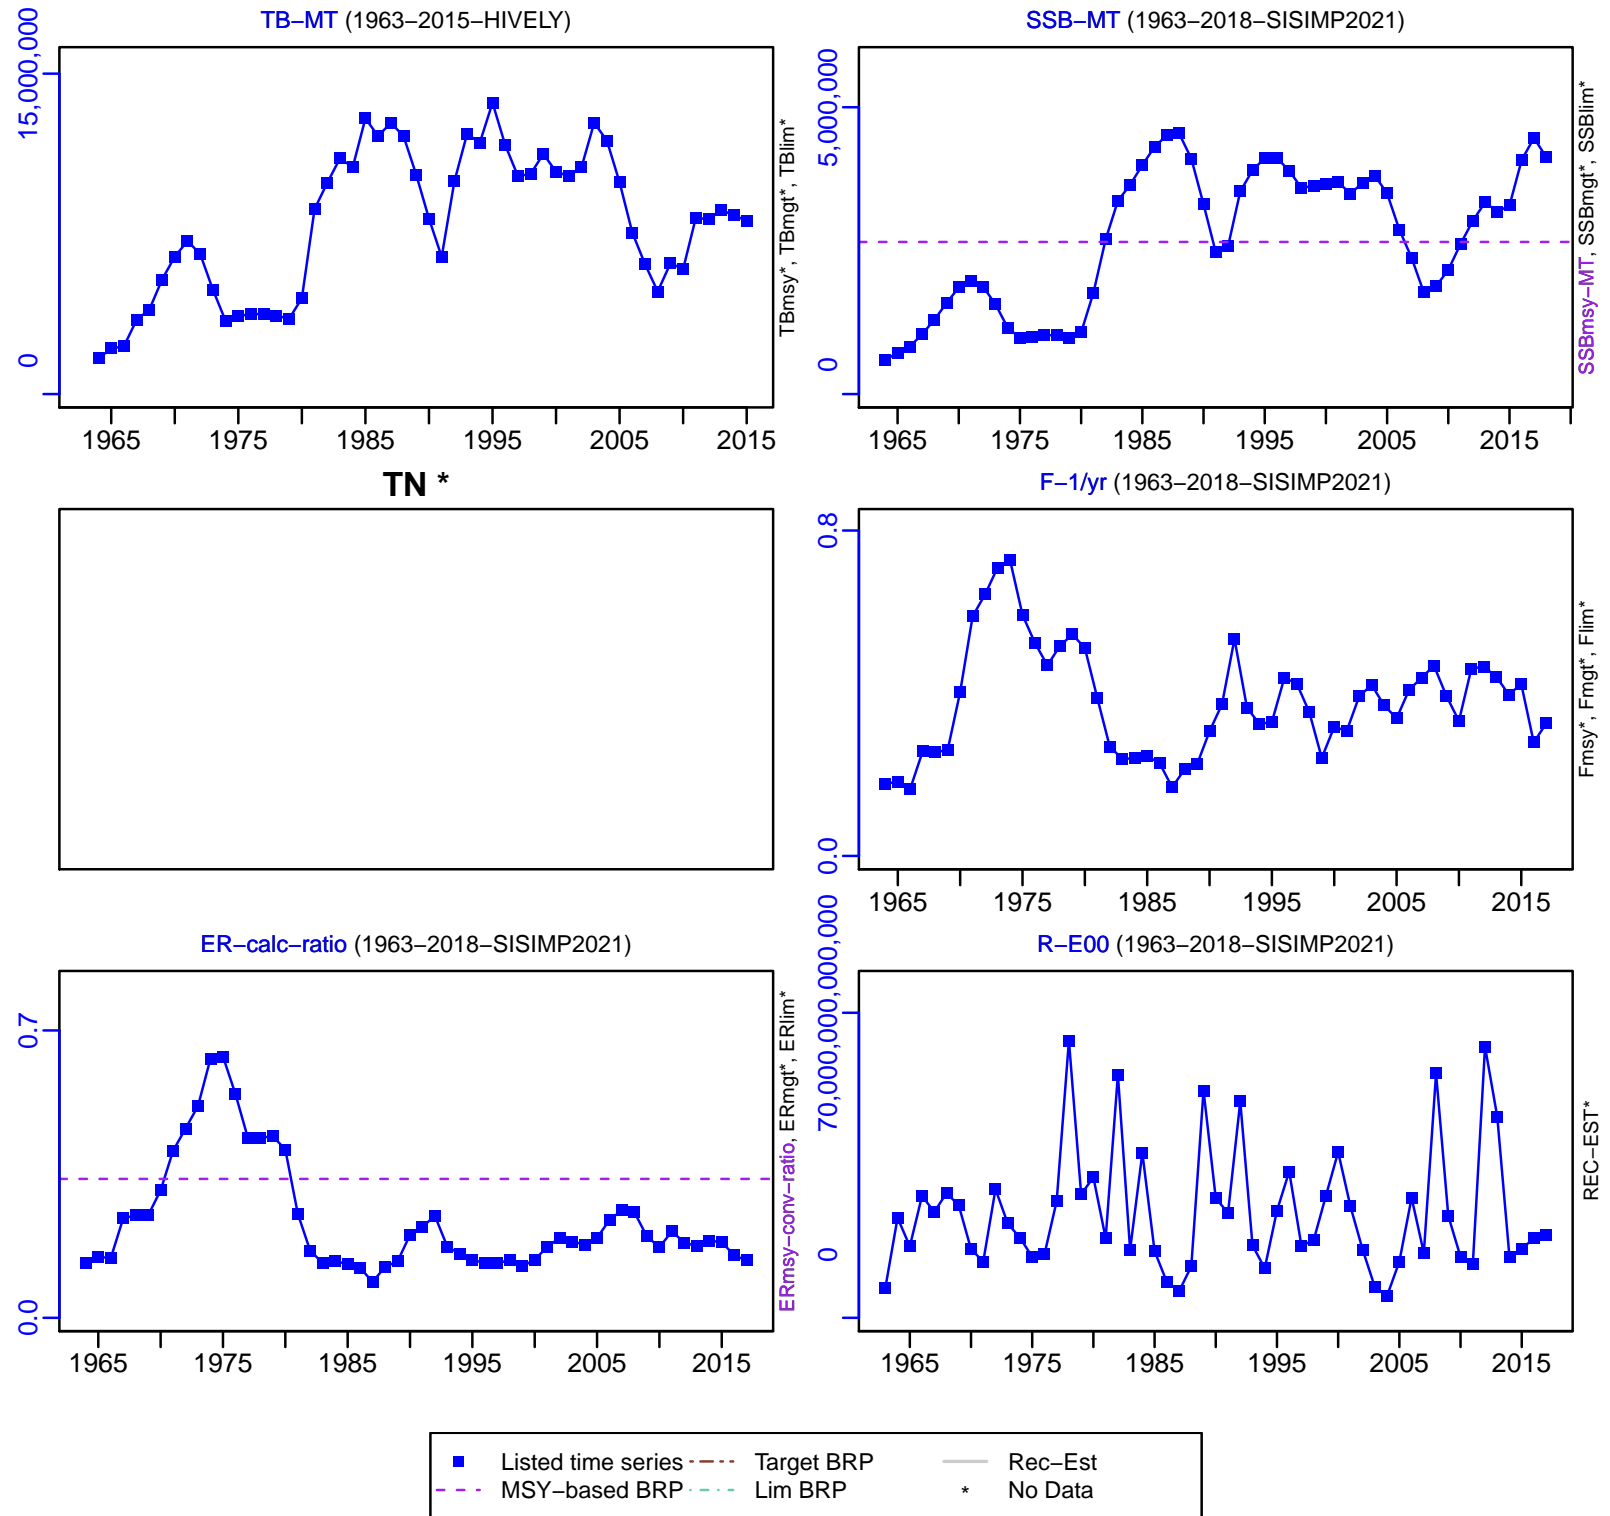 TB−MT (1963−2015−HIVELY)
15,000,000
0
1965 1975 1985 1995 2005 2015
TBmsy*, TBmgt*, TBlim*
SSB−MT (1963−2018−SISIMP2021)
5,000,000
0
1965 1975 1985 1995 2005 2015
SSBmsy−MT, SSBmgt*, SSBlim*
TN *
F−1/yr (1963−2018−SISIMP2021)
0.8
0.0
1965 1975 1985 1995 2005 2015
Fmsy*, Fmgt*, Flim*
ER−calc−ratio (1963−2018−SISIMP2021)
0.7
0.0
1965 1975 1985 1995 2005 2015
ERmsy−conv−ratio, ERmgt*, ERlim*
R−E00 (1963−2018−SISIMP2021)
70,000,000,000,000
0
1965 1975 1985 1995 2005 2015
REC−EST*
Listed time series Target BRP Rec−Est
MSY−based BRP Lim BRP * No Data